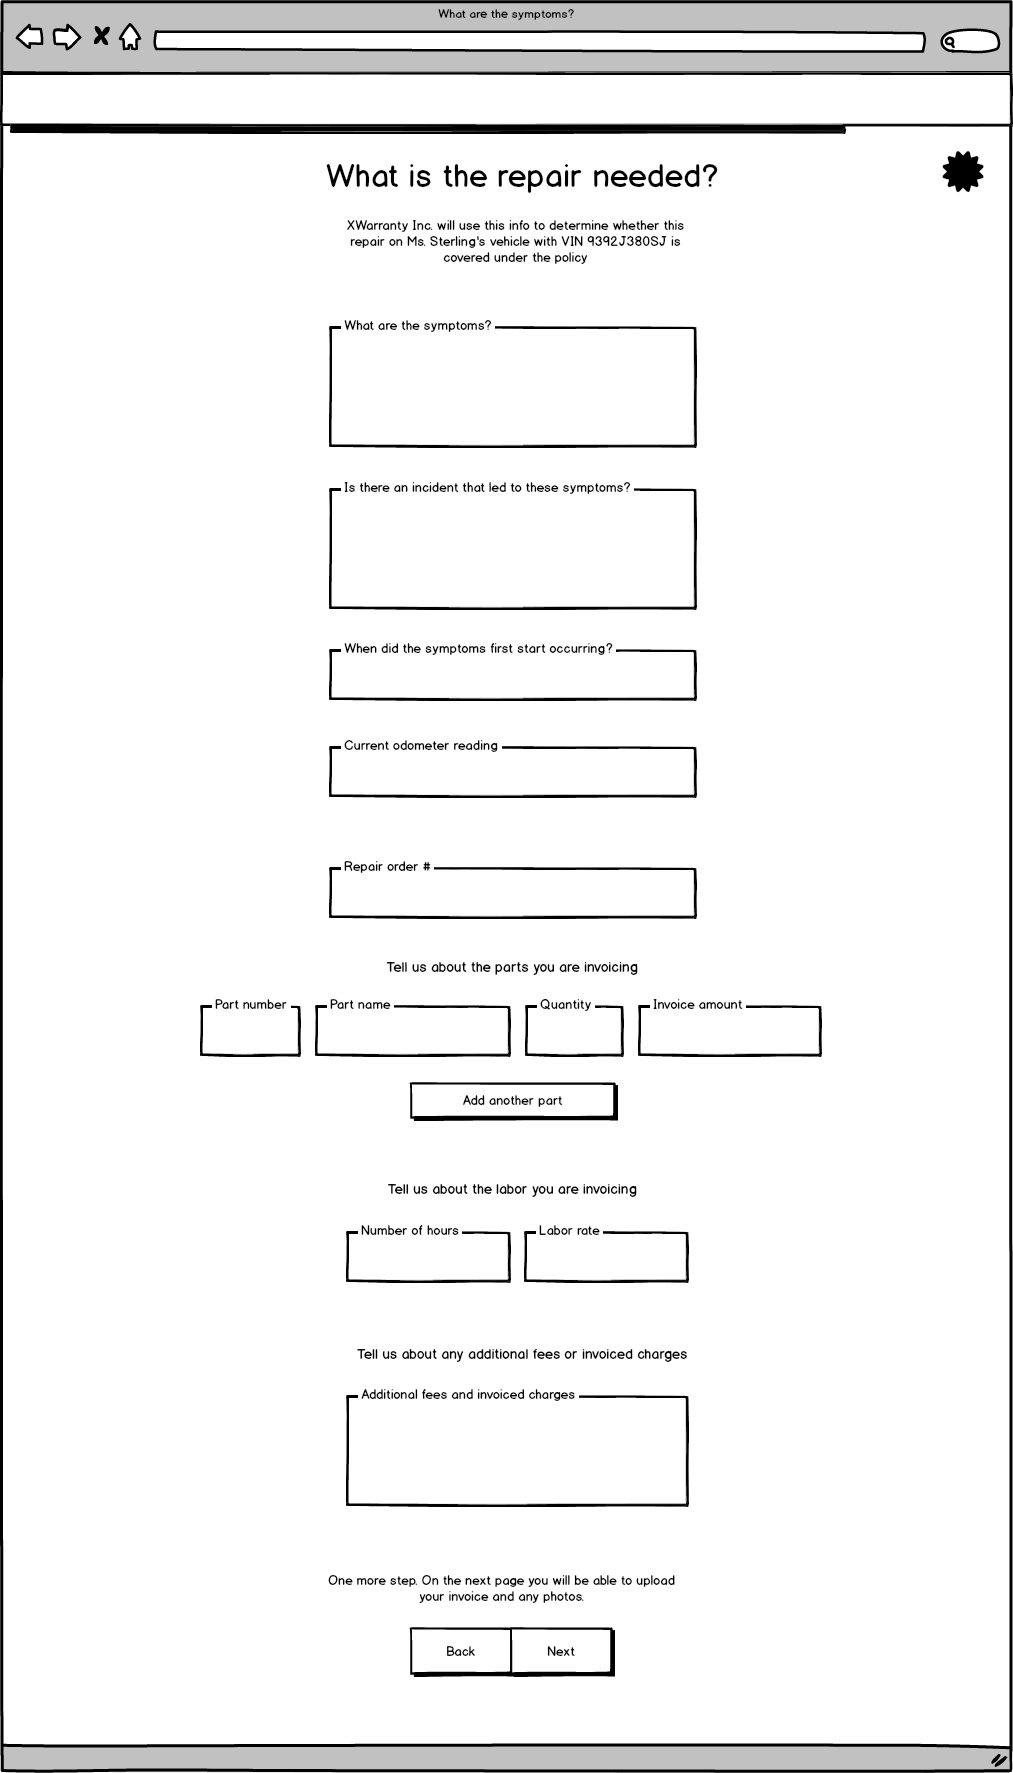 What are the symptoms?
What is the repair needed?
XWarranty Inc. will use this info to determine whether this
repair on Ms. Sterling's vehicle with VIN 9392J380SJ is
covered under the policy
What are the symptoms?
Is there an incident that led to these symptoms?
When did the symptoms first start occurring?
Current odometer reading
Repair order #
Tell us about the parts you are invoicing
Part number
Part name
Quantity
Invoice amount
Add another part
Tell us about the labor you are invoicing
Number of hours
Labor rate
Tell us about any additional fees or invoiced charges
Additional fees and invoiced charges
One more step. On the next page you will be able to upload
your invoice and any photos.
Back
Next